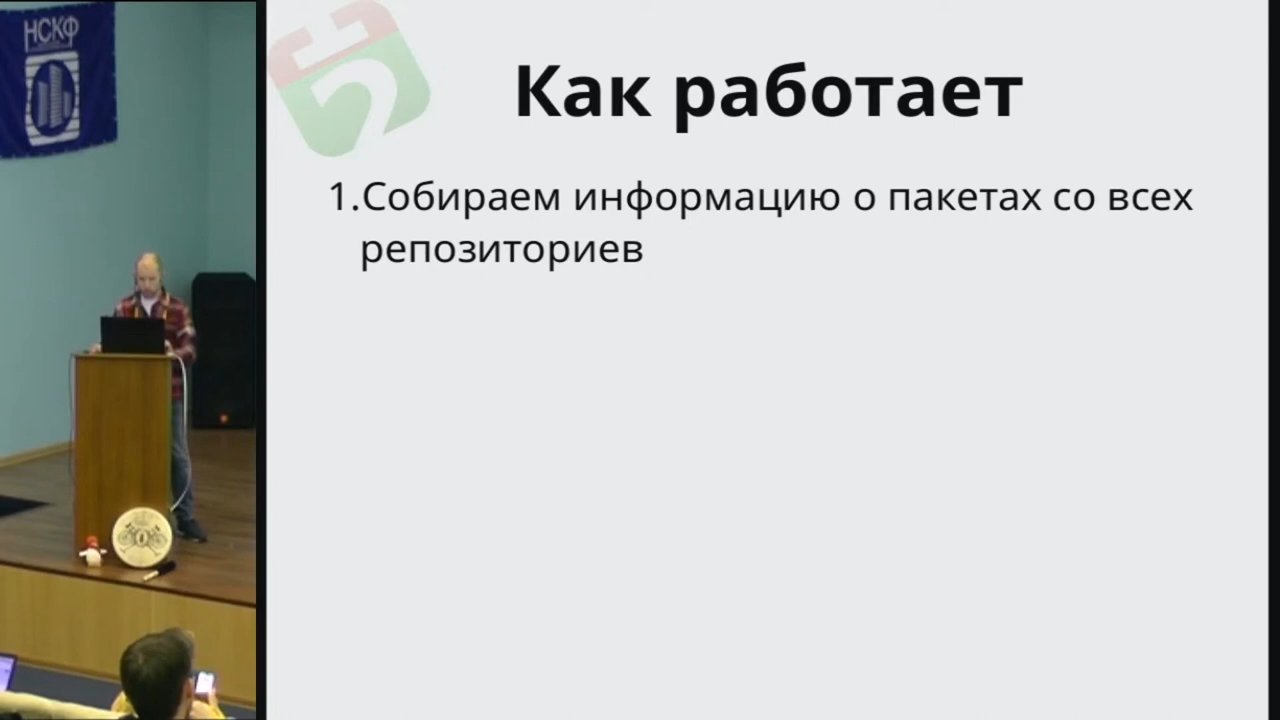 НСКФ
Как работает
1.Собираем информацию о пакетах со всех
репозиториев